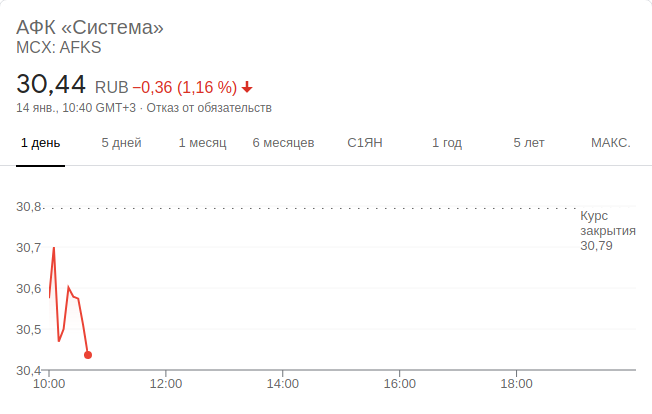 АФК «Система»
MCX: AFKS
30,44 RUB −0,36 (1,16 %)
14 янв., 10:40 GMT+3 · Отказ от обязательств
1 день 5 дней 1 месяц 6 месяцев С1ЯН 1 год 5 лет МАКС.
30,8
Курс
закрытия
30,79
30,7
30,6
30,5
30,4
10:00 12:00 14:00 16:00 18:00